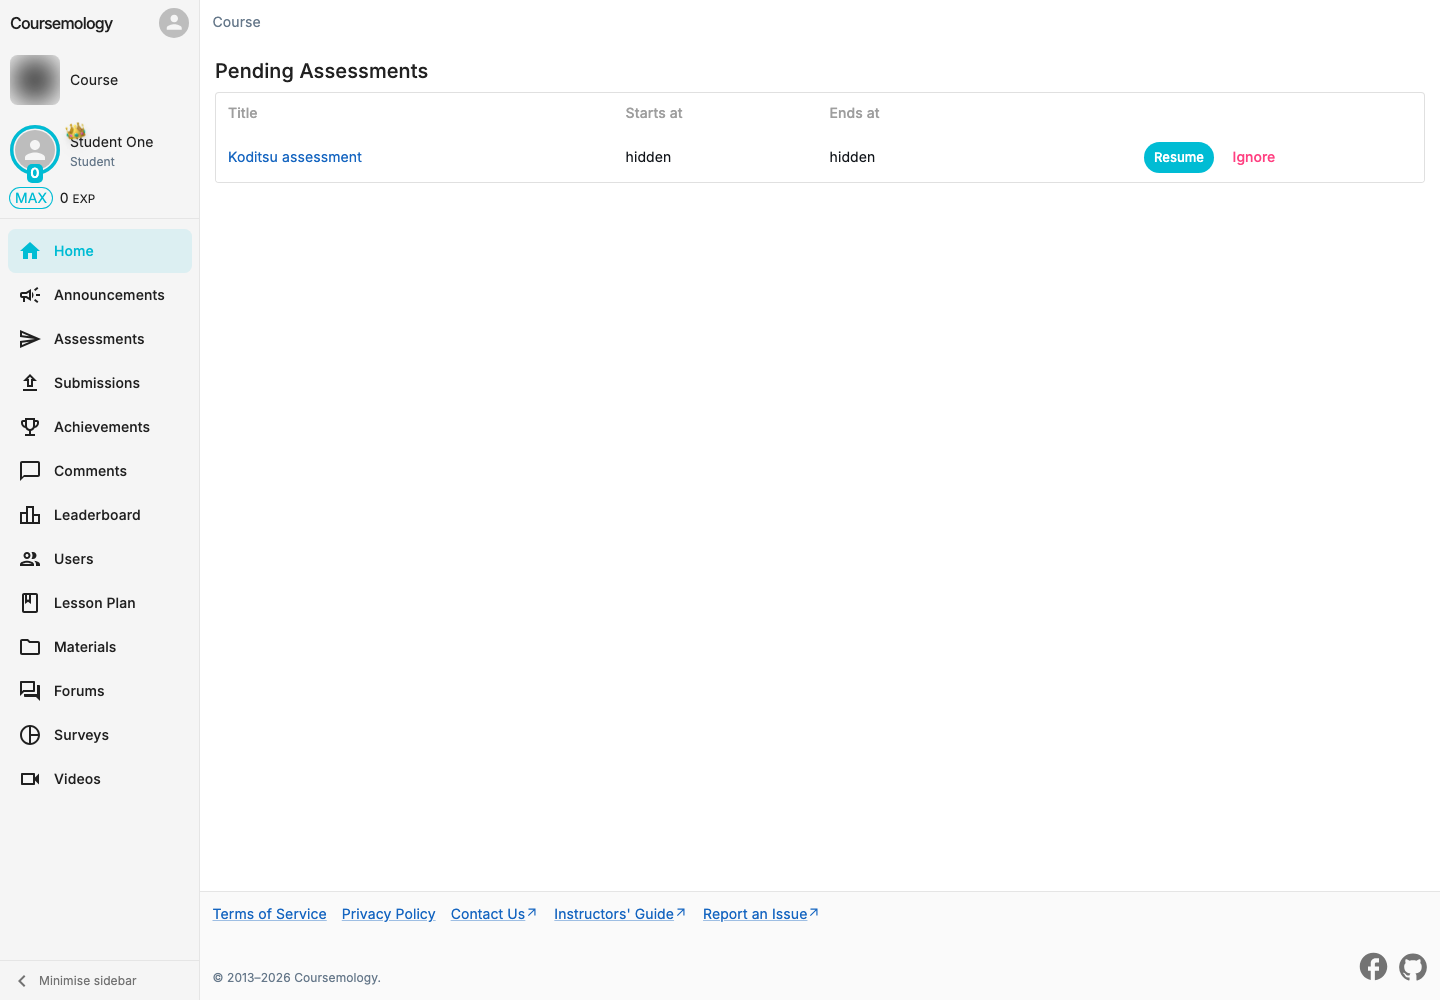 Coursemology
Course
Student One
Student
0
MAX 0 EXP
Home
Announcements
Assessments
Submissions
Achievements
Comments
Leaderboard
Users
Lesson Plan
Materials
Forums
Surveys
Videos
Minimise sidebar
Course
Pending Assessments
Title Starts at Ends at
Koditsu assessment hidden hidden Resume Ignore
Terms of Service Privacy Policy Contact Us Instructors' Guide Report an Issue
© 2013–2026 Coursemology.